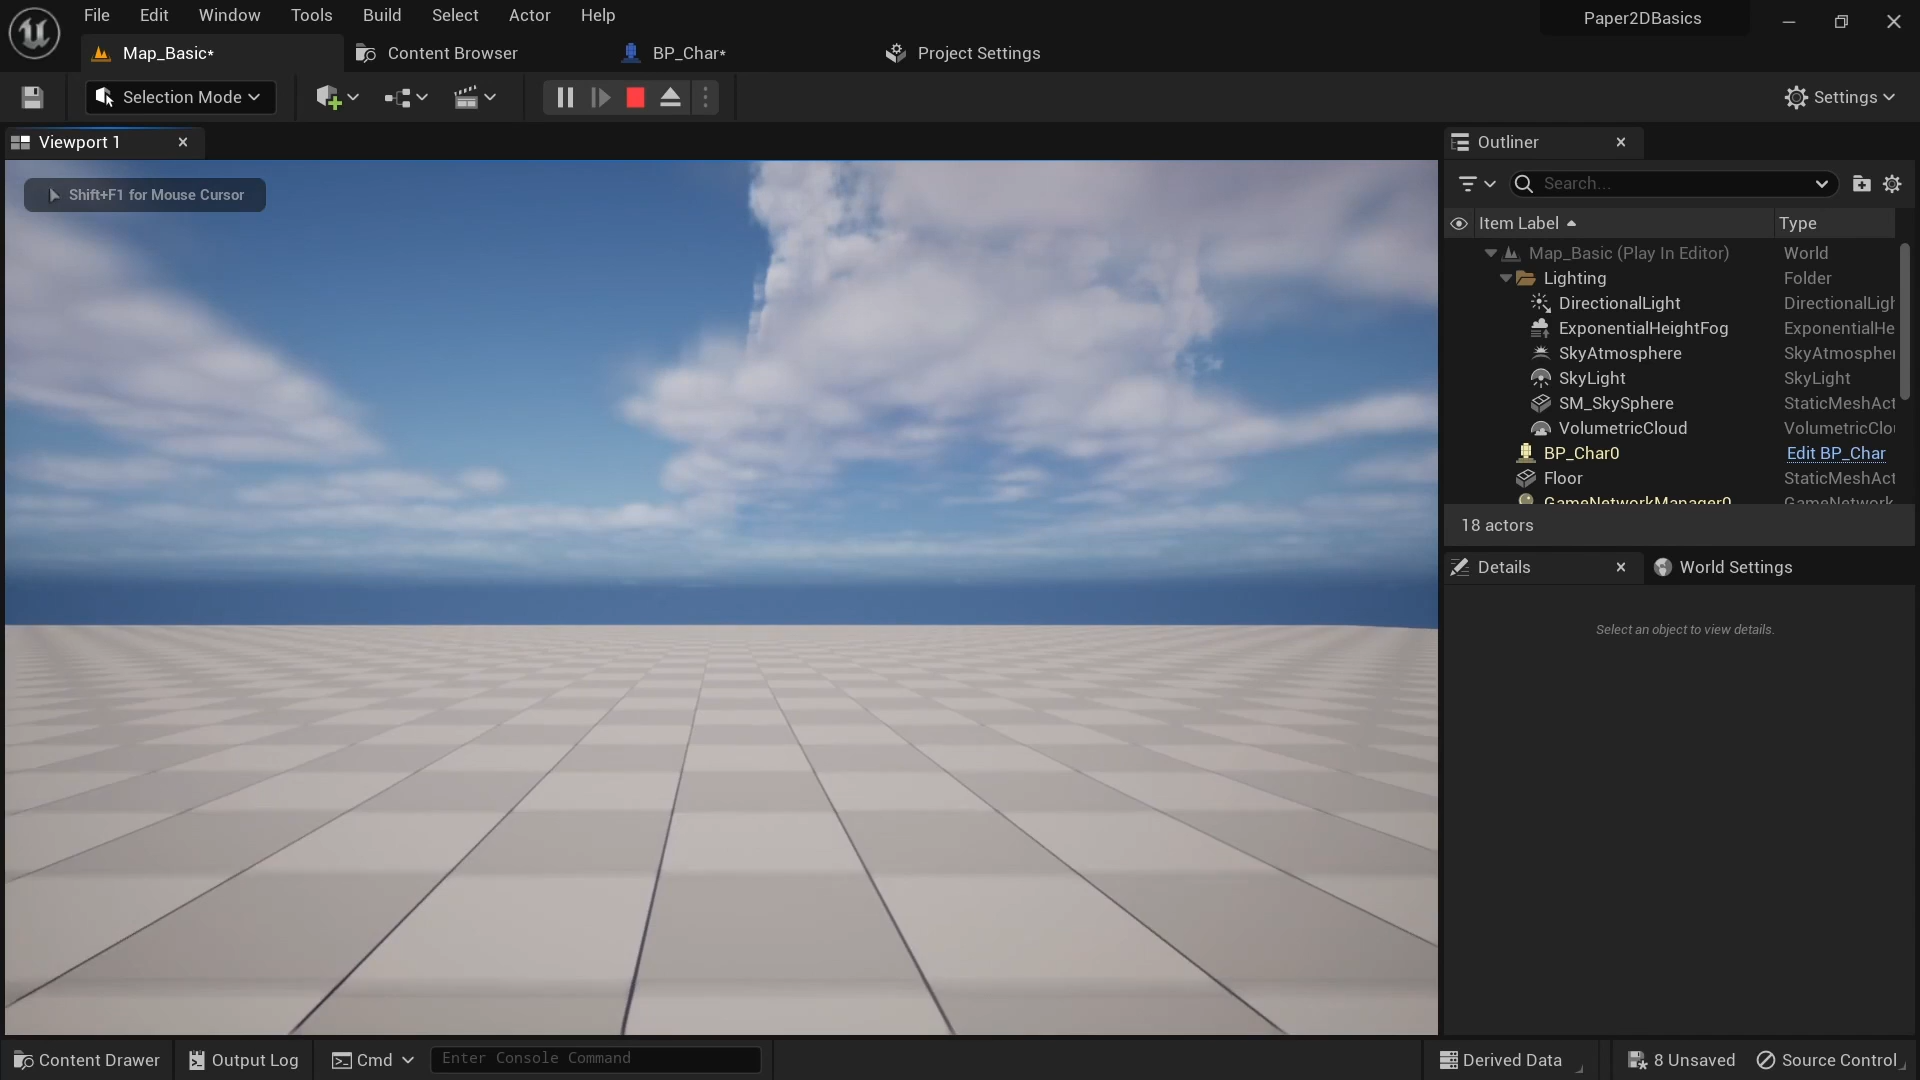 File Edit Window Tools Build Select Actor Help
Paper2DBasics
Map_Basic* Content Browser BP_Char* Project Settings
Selection Mode Settings
Viewport 1
Outliner
Shift+F1 for Mouse Cursor
Search...
Item Label Type
Map_Basic (Play In Editor) World
Lighting Folder
DirectionalLight DirectionalLigh
ExponentialHeightFog ExponentialHe
SkyAtmosphere SkyAtmospher
SkyLight SkyLight
SM_SkySphere StaticMeshAct
VolumetricCloud VolumetricClou
BP_Char0 Edit BP_Char
Floor StaticMeshAct
GameNetworkManager0 GameNetwork
18 actors
Details World Settings
Select an object to view details.
Content Drawer Output Log Cmd Enter Console Command Derived Data 8 Unsaved Source Control